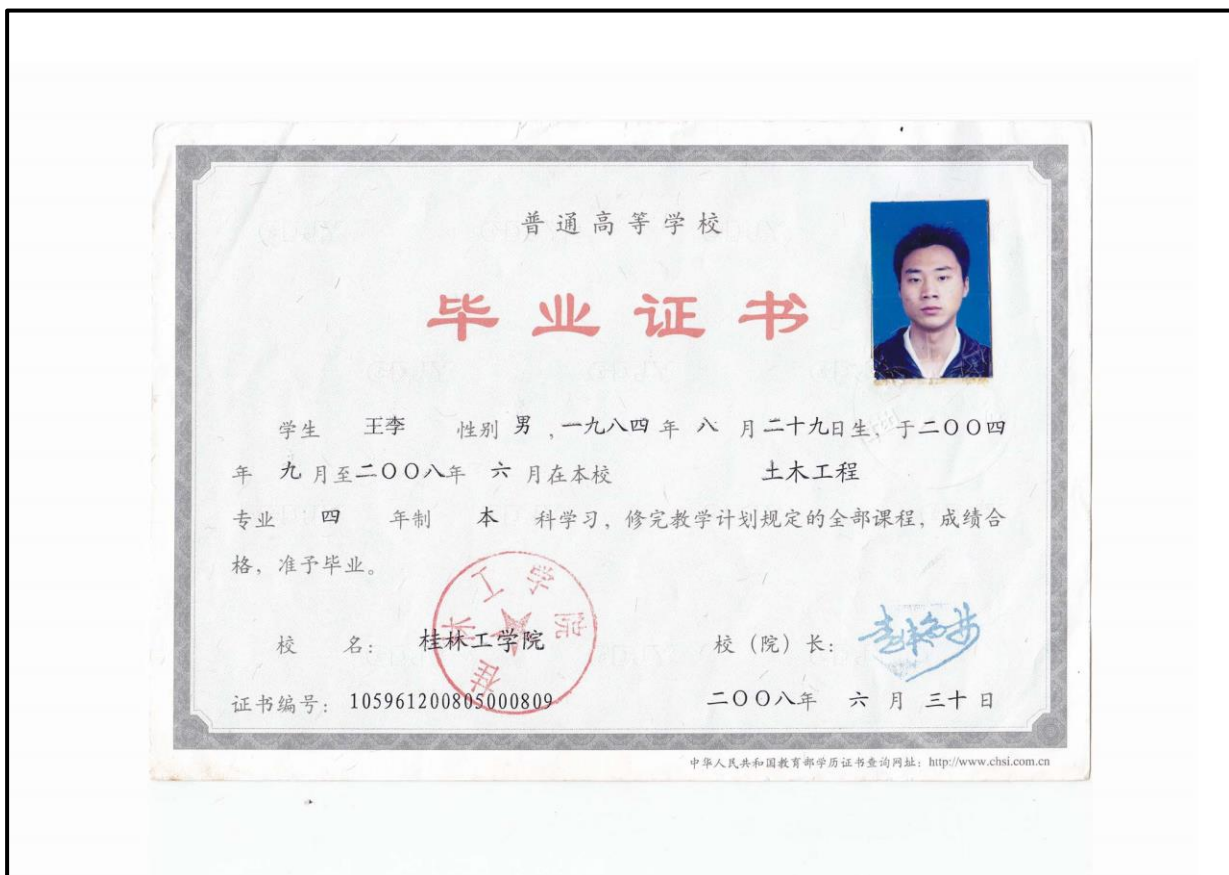 普通高等学校
毕业证书
学生 王李 性别 男 ,一九八四 年 八 月 二十九日生, 于二〇〇四
年 九 月至二〇〇八年 六 月在本校 土木工程
专业 四 年制 本 科学习, 修完教学计划规定的全部课程, 成绩合
格, 准予毕业。
桂林工学院
校 名: 桂林工学院 校(院)长:
证书编号: 105961200805000809 二〇〇八年 六 月 三十 日
中华人民共和国教育部学历证书查询网址: http://www.chsi.com.cn